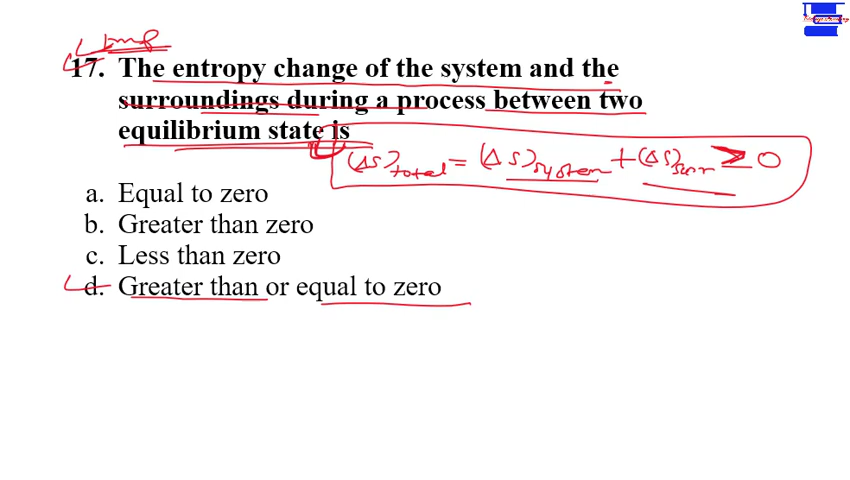 Imp
17. The entropy change of the system and the
surroundings during a process between two
equilibrium state is
(ΔS)total = (ΔS)system + (ΔS)surr ≥ 0
a. Equal to zero
b. Greater than zero
c. Less than zero
d. Greater than or equal to zero